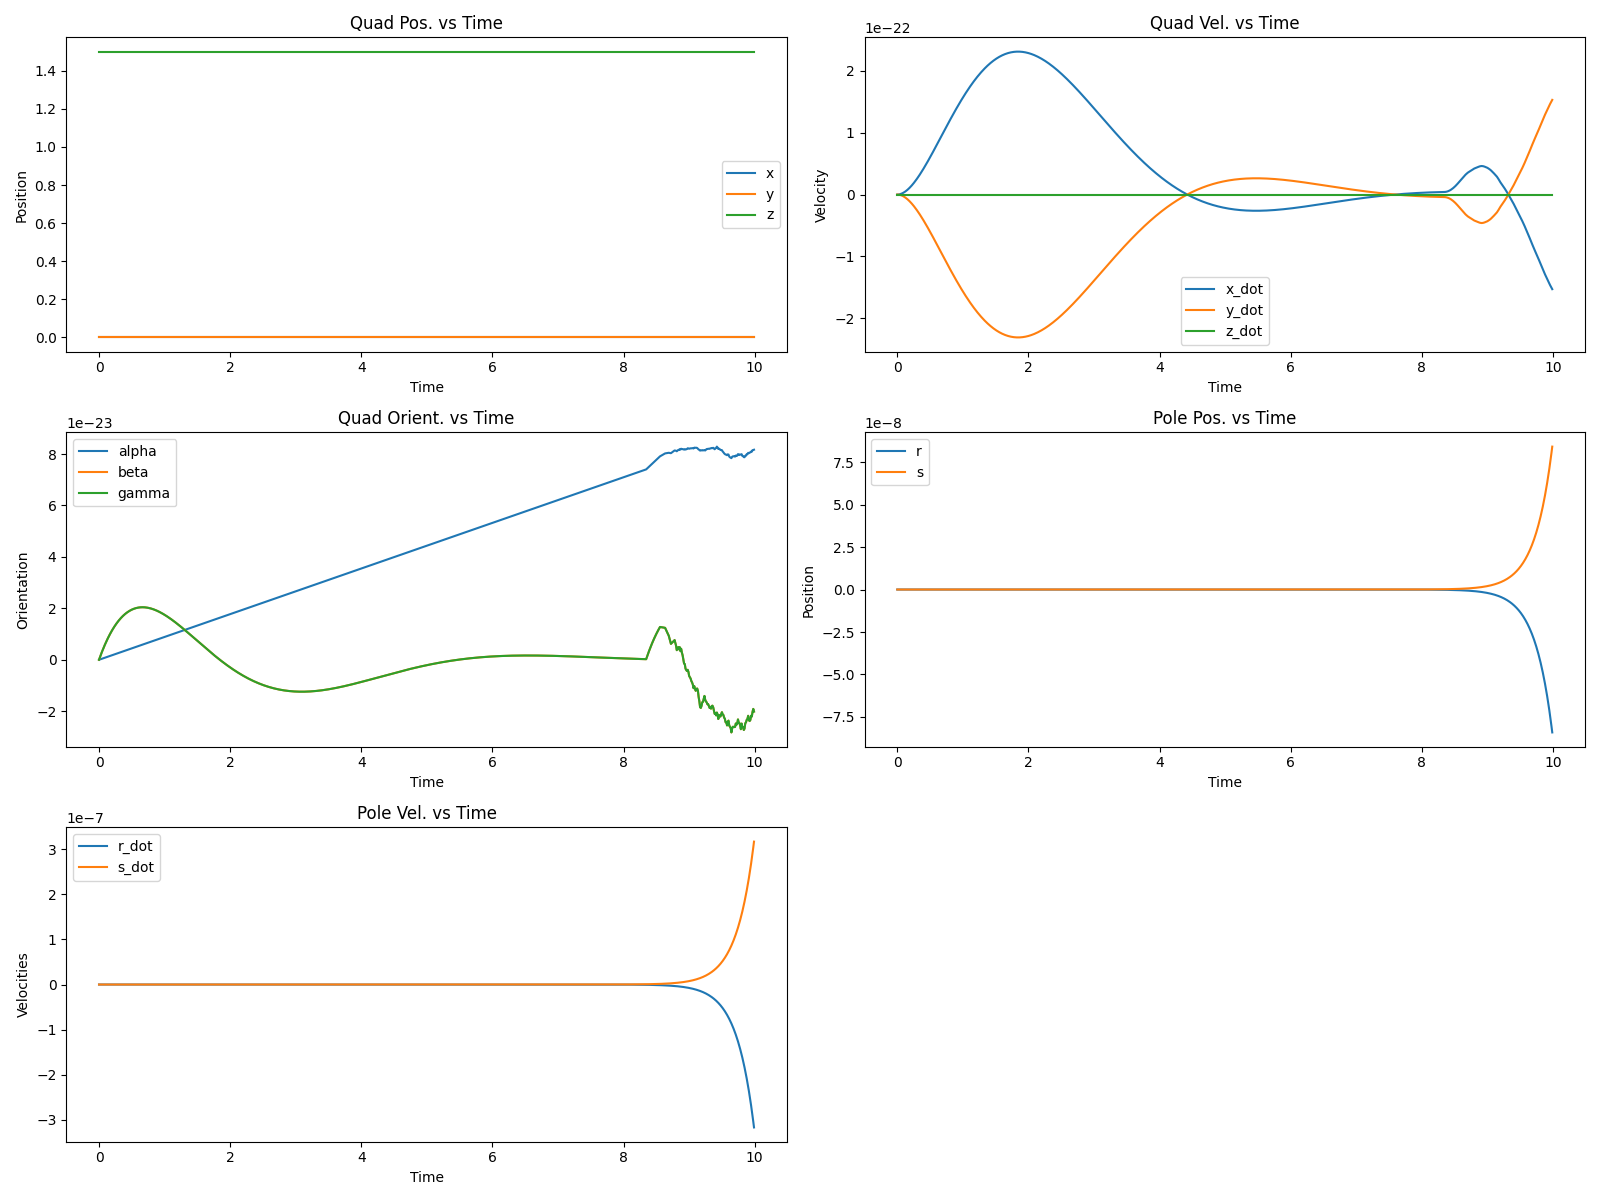 Quad Pos. vs Time
Position
1.4
1.2
1.0
0.8
0.6
0.4
0.2
0.0
x
y
z
0 2 4 6 8 10
Time
Quad Vel. vs Time
1e−22
Velocity
2
1
0
−1
−2
x_dot
y_dot
z_dot
0 2 4 6 8 10
Time
Quad Orient. vs Time
1e−23
Orientation
8
6
4
2
0
−2
alpha
beta
gamma
0 2 4 6 8 10
Time
Pole Pos. vs Time
1e−8
Position
7.5
5.0
2.5
0.0
−2.5
−5.0
−7.5
r
s
0 2 4 6 8 10
Time
Pole Vel. vs Time
1e−7
Velocities
3
2
1
0
−1
−2
−3
r_dot
s_dot
0 2 4 6 8 10
Time